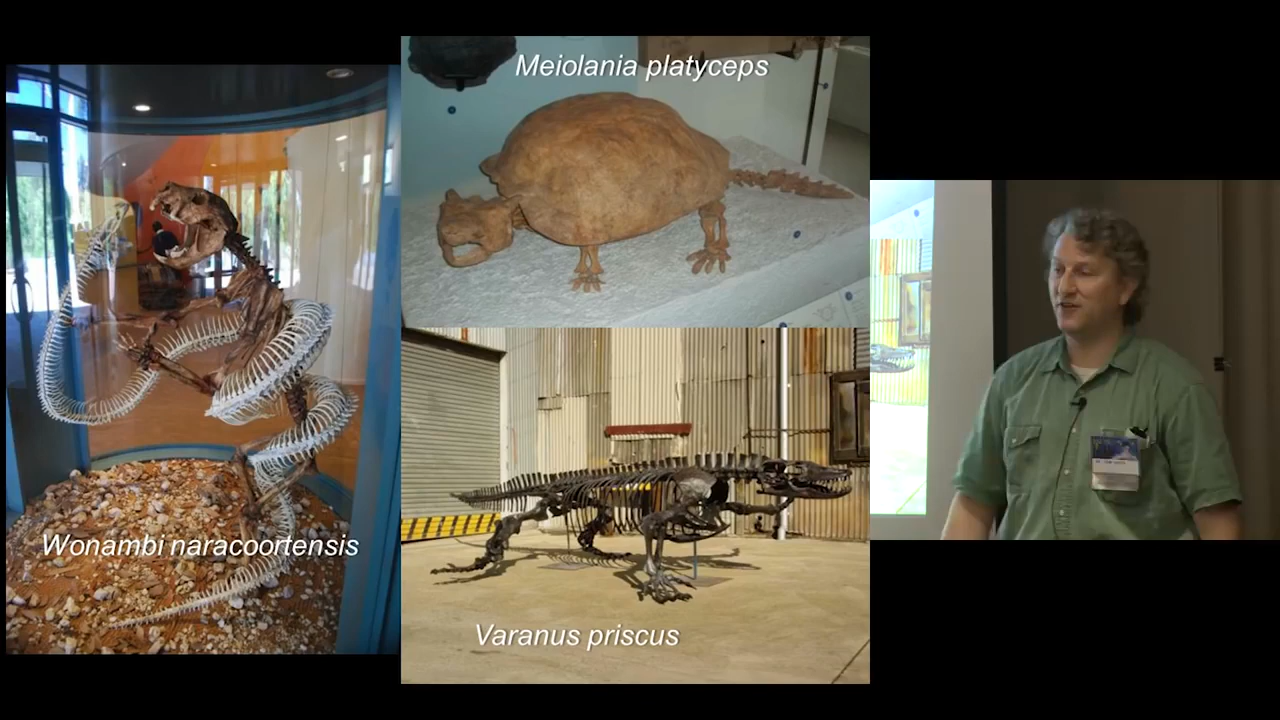 Meiolania platyceps
Wonambi naracoortensis
Varanus priscus